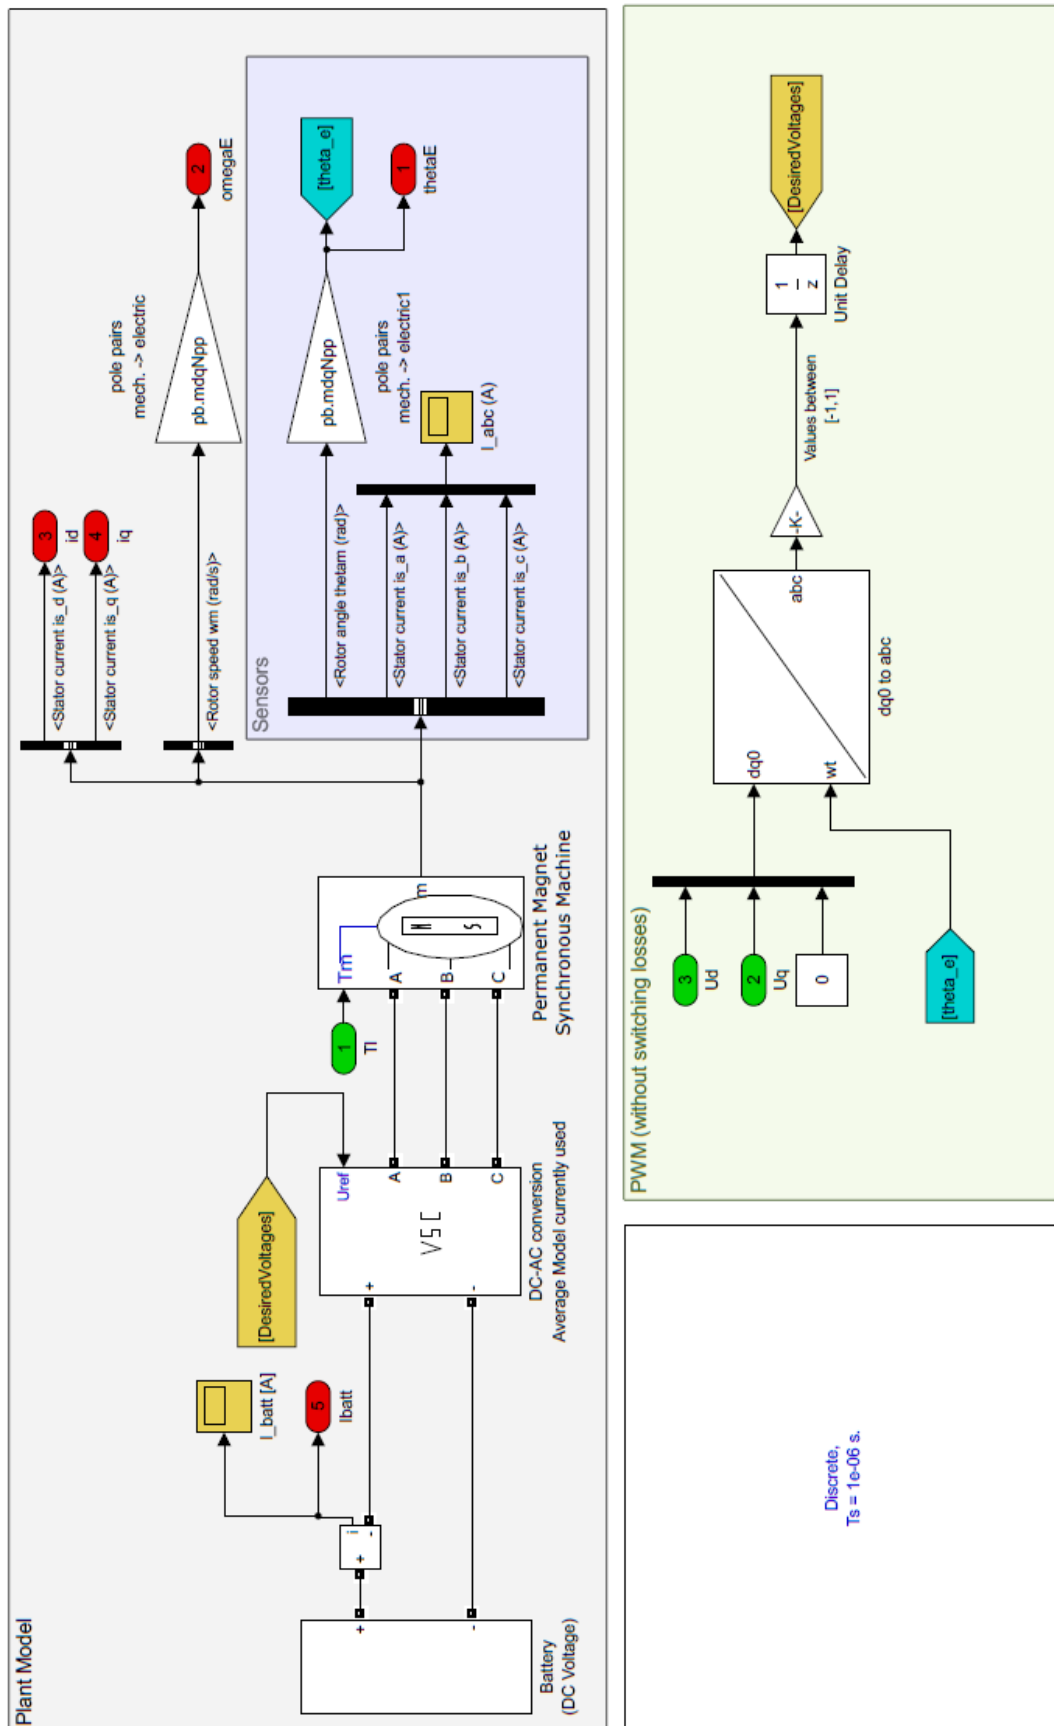 Plant Model
Battery
(DC Voltage)
+
-
+
i
-
I_batt [A]
5
Ibatt
[DesiredVoltages]
Uref
+
-
VSC
A
B
C
DC-AC conversion
Average Model currently used
1
Tl
Tm
A
B
C
N
S
m
Permanent Magnet
Synchronous Machine
<Stator current is_d (A)>
3
id
<Stator current is_q (A)>
4
iq
<Rotor speed wm (rad/s)>
pole pairs
mech. -> electric
pb.mdqNpp
2
omegaE
Sensors
<Rotor angle thetam (rad)>
pb.mdqNpp
[theta_e]
pole pairs
mech. -> electric1
1
thetaE
<Stator current is_a (A)>
<Stator current is_b (A)>
<Stator current is_c (A)>
I_abc (A)
Discrete,
Ts = 1e-06 s.
PWM (without switching losses)
3
Ud
2
Uq
0
[theta_e]
dq0
wt
abc
dq0 to abc
-K-
Values between
[-1,1]
1
z
Unit Delay
[DesiredVoltages]